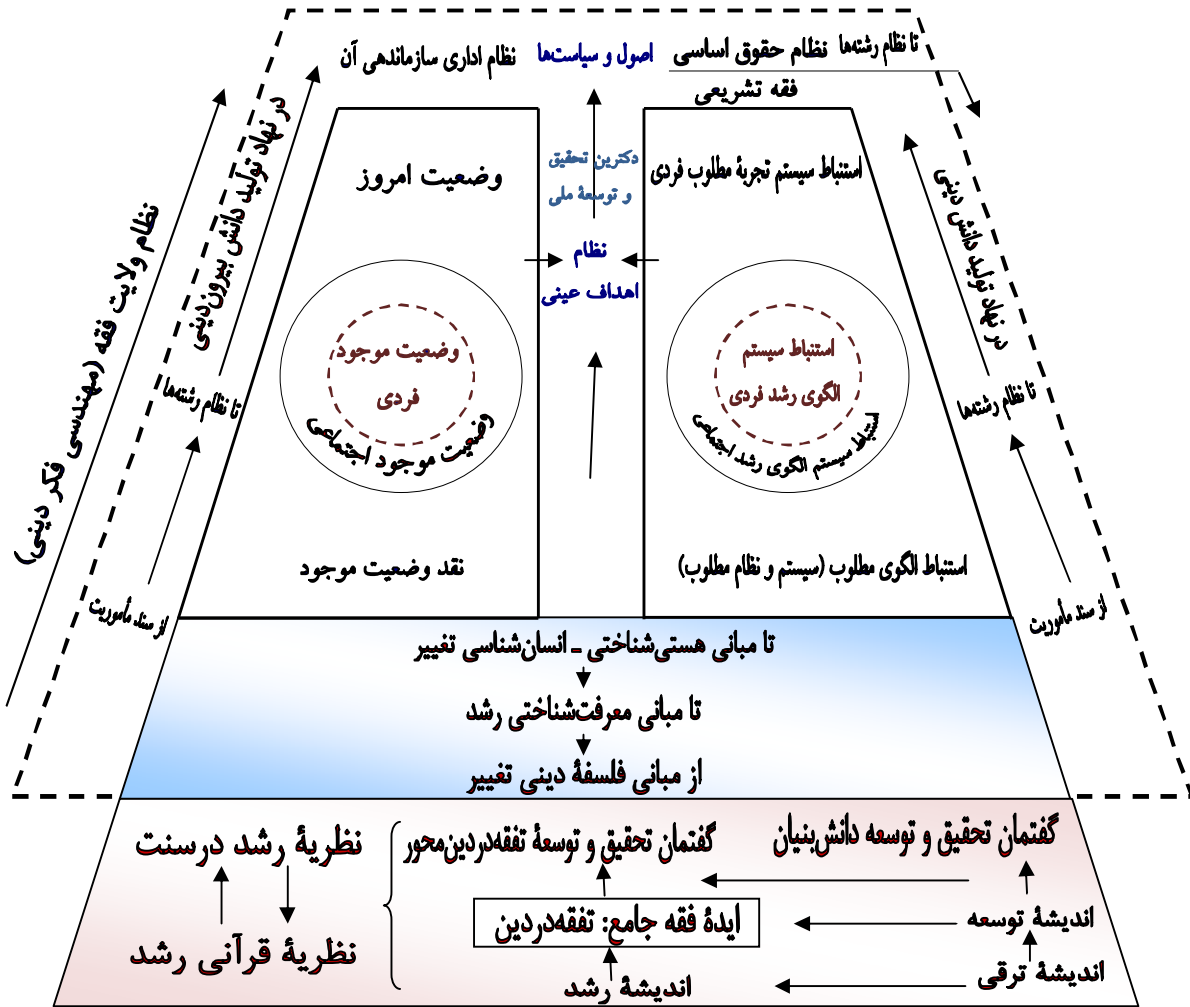 تا نظام رشته‌ها
نظام حقوق اساسی
فقه تشریعی
اصول و سیاست‌ها
نظام اداری سازماندهی آن
استنباط سیستم تجربهٔ مطلوب فردی
دکترین تحقیق
و توسعهٔ ملی
نظام
اهداف عینی
وضعیت امروز
استنباط سیستم
الگوی رشد فردی
استنباط سیستم الگوی رشد اجتماعی
وضعیت موجود
فردی
وضعیت موجود اجتماعی
استنباط الگوی مطلوب (سیستم و نظام مطلوب)
نقد وضعیت موجود
در نهاد تولید دانش دینی
تا نظام رشته‌ها
از سند مأموریت
در نهاد تولید دانش بیرون‌دینی
تا نظام رشته‌ها
از سند مأموریت
نظام ولایت فقه (مهندسی فکر دینی)
تا مبانی هستی‌شناختی ـ انسان‌شناسی تغییر
تا مبانی معرفت‌شناختی رشد
از مبانی فلسفهٔ دینی تغییر
گفتمان تحقیق و توسعه دانش‌بنیان
گفتمان تحقیق و توسعهٔ تفقه‌دردین‌محور
نظریهٔ رشد درسنت
اندیشهٔ توسعه
ایدهٔ فقه جامع: تفقه‌دردین
نظریهٔ قرآنی رشد
اندیشهٔ ترقی
اندیشهٔ رشد